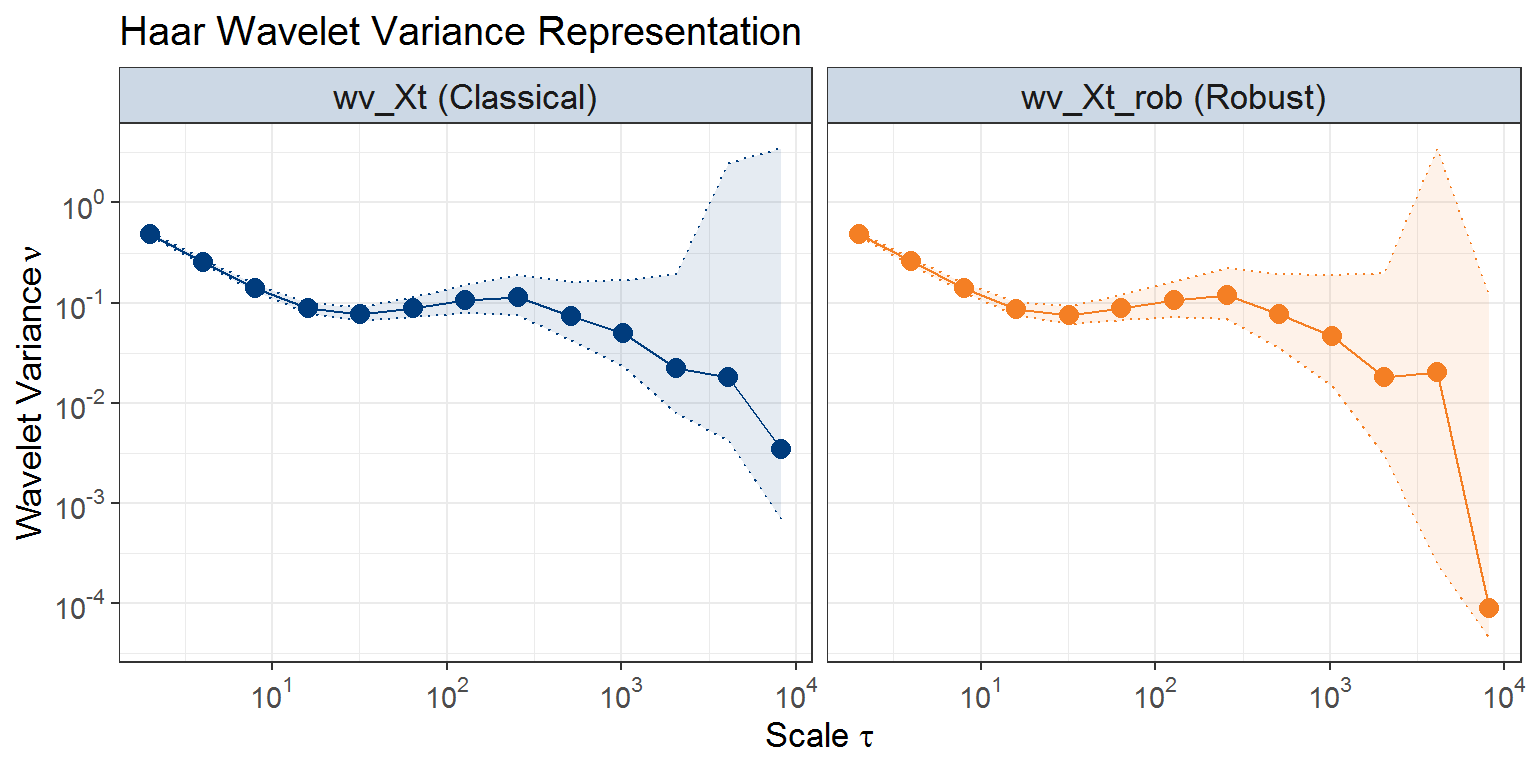 Haar Wavelet Variance Representation
wv_Xt (Classical)
wv_Xt_rob (Robust)
Wavelet Variance ν
10^0
10^-1
10^-2
10^-3
10^-4
10^1 10^2 10^3 10^4
10^1 10^2 10^3 10^4
Scale τ